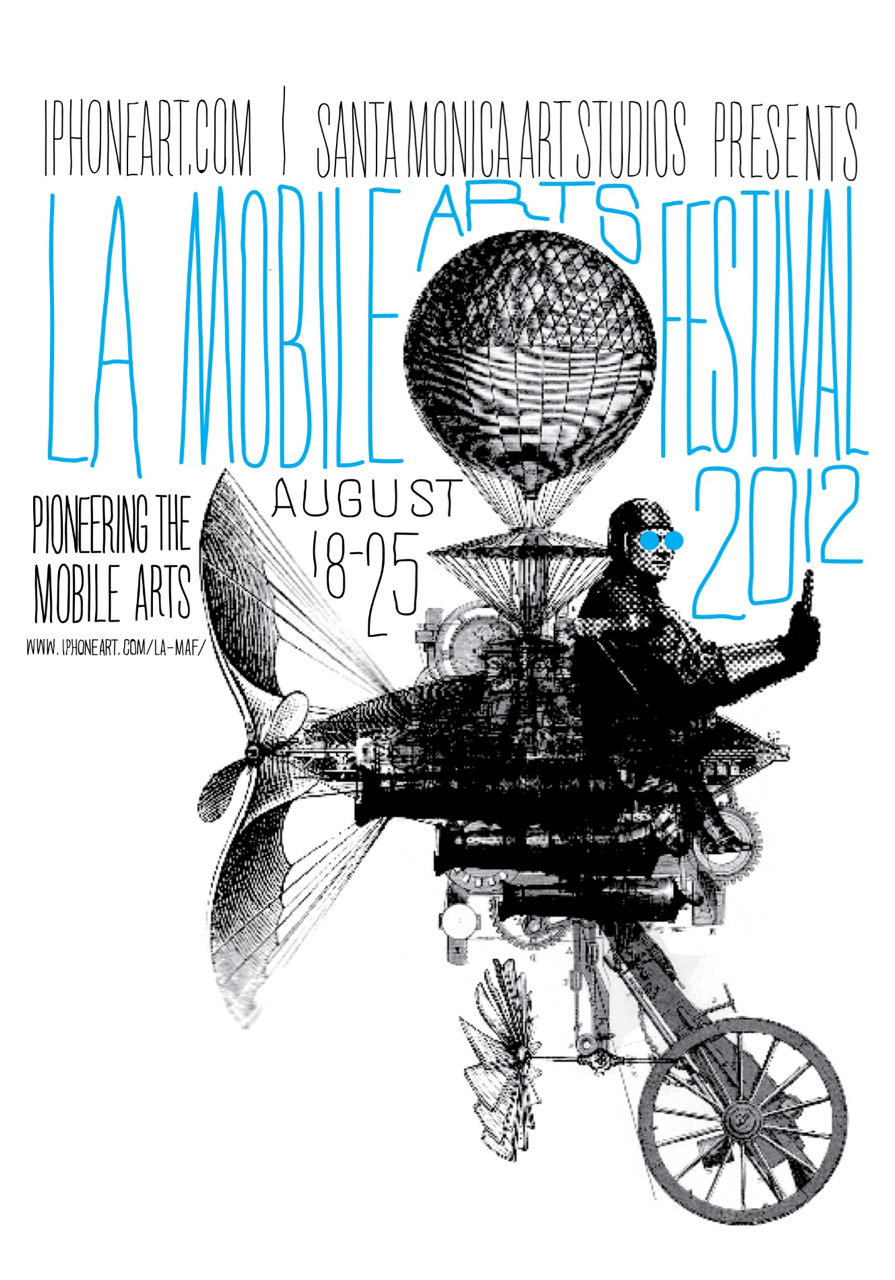 IPHONEART.COM | SANTA MONICA ART STUDIOS PRESENTS
LA MOBILE ARTS FESTIVAL
2012
AUGUST
18-25
PIONEERING THE
MOBILE ARTS
WWW.IPHONEART.COM/LA-MAF/